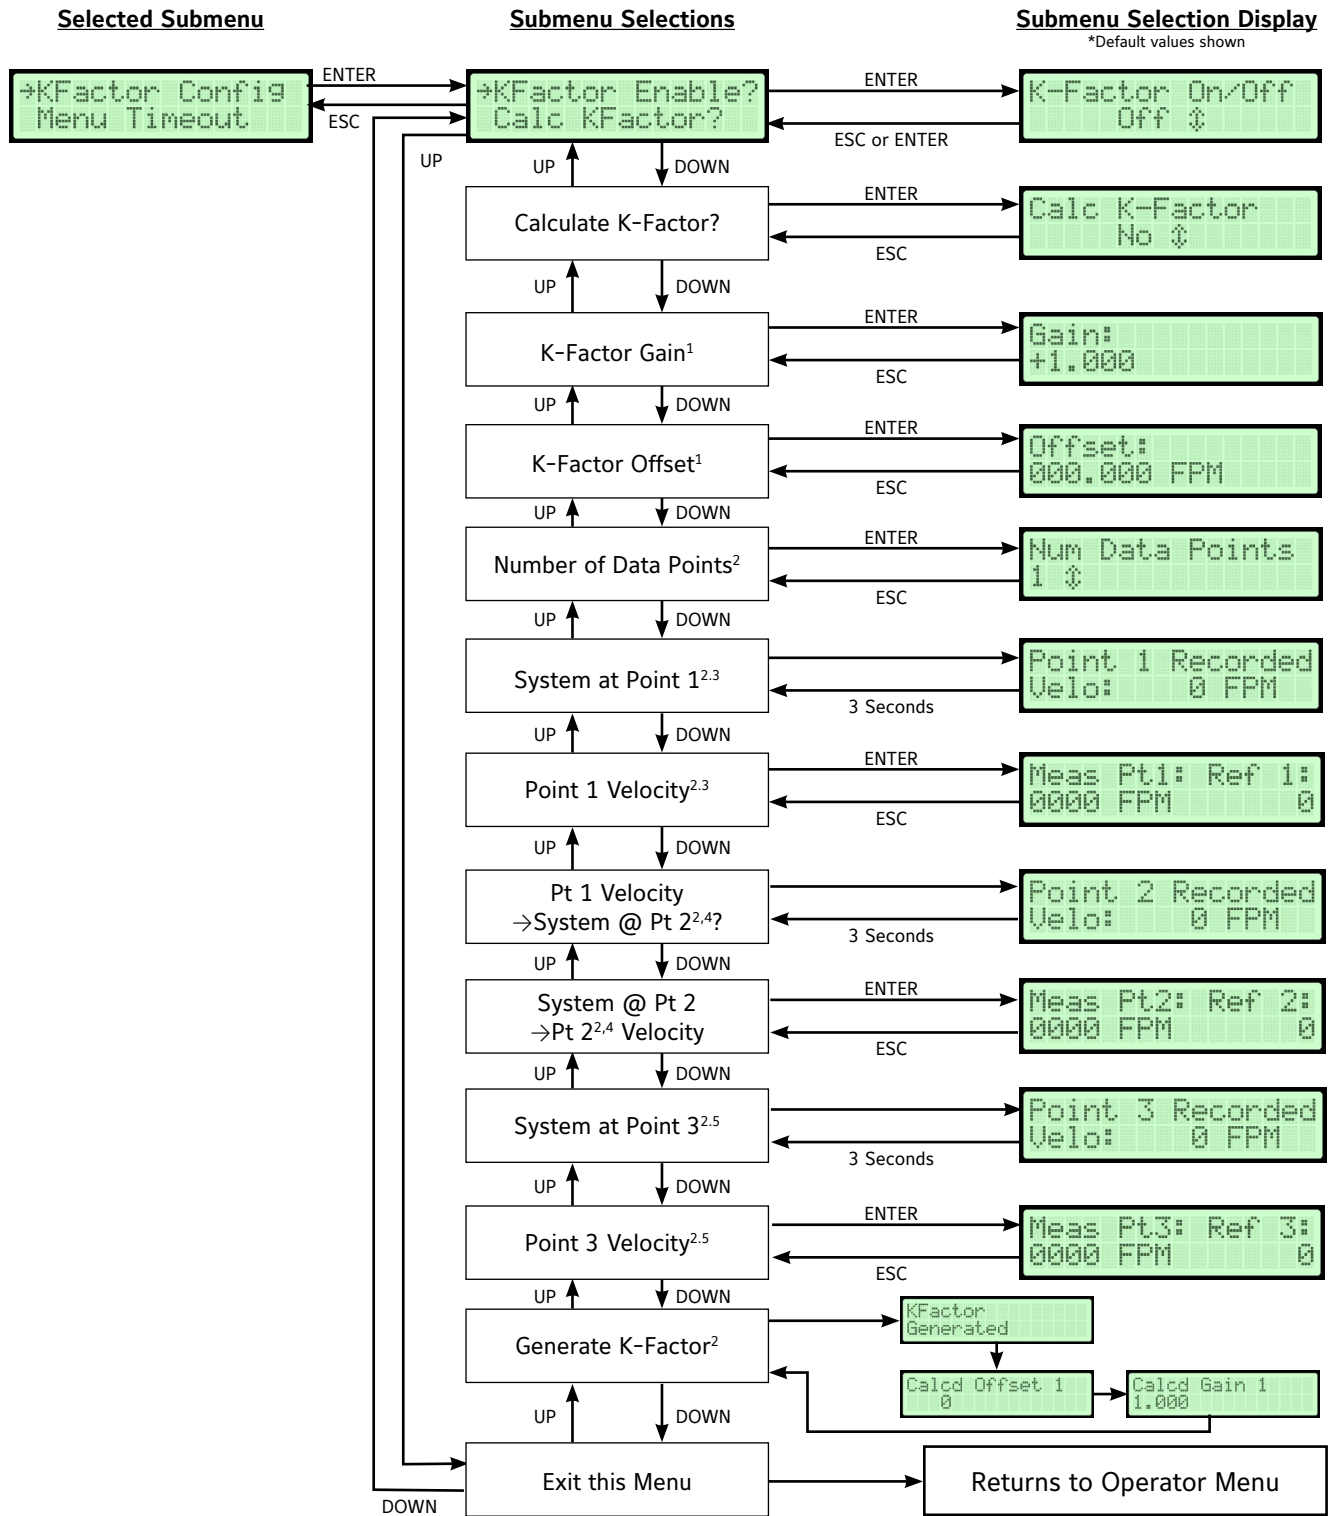 Selected Submenu
Submenu Selections
Submenu Selection Display
*Default values shown
→KFactor Config
Menu Timeout
ENTER
ESC
→KFactor Enable?
Calc KFactor?
ENTER
ESC or ENTER
K-Factor On/Off
Off ↕
UP
UP
DOWN
Calculate K-Factor?
ENTER
ESC
Calc K-Factor
No ↕
UP
DOWN
K-Factor Gain¹
ENTER
ESC
Gain:
+1.000
UP
DOWN
K-Factor Offset¹
ENTER
ESC
Offset:
000.000 FPM
UP
DOWN
Number of Data Points²
ENTER
ESC
Num Data Points
1 ↕
UP
DOWN
System at Point 1²·³
3 Seconds
Point 1 Recorded
Velo: 0 FPM
UP
DOWN
Point 1 Velocity²·³
ENTER
ESC
Meas Pt1: Ref 1:
0000 FPM 0
UP
DOWN
Pt 1 Velocity
→System @ Pt 2²,⁴?
3 Seconds
Point 2 Recorded
Velo: 0 FPM
UP
DOWN
System @ Pt 2
→Pt 2²,⁴ Velocity
ENTER
ESC
Meas Pt2: Ref 2:
0000 FPM 0
UP
DOWN
System at Point 3²·⁵
3 Seconds
Point 3 Recorded
Velo: 0 FPM
UP
DOWN
Point 3 Velocity²·⁵
ENTER
ESC
Meas Pt3: Ref 3:
0000 FPM 0
UP
DOWN
Generate K-Factor²
KFactor
Generated
Calcd Offset 1
0
Calcd Gain 1
1.000
UP
DOWN
Exit this Menu
DOWN
Returns to Operator Menu